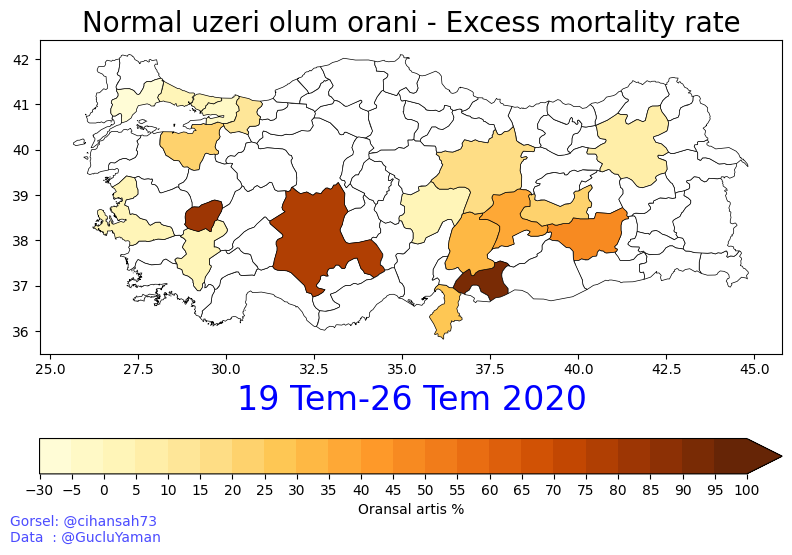 Normal uzeri olum orani - Excess mortality rate
42
41
40
39
38
37
36
25.0 27.5 30.0 32.5 35.0 37.5 40.0 42.5 45.0
19 Tem-26 Tem 2020
−30 −5 0 5 10 15 20 25 30 35 40 45 50 55 60 65 70 75 80 85 90 95 100
Oransal artis %
Gorsel: @cihansah73
Data  : @GucluYaman